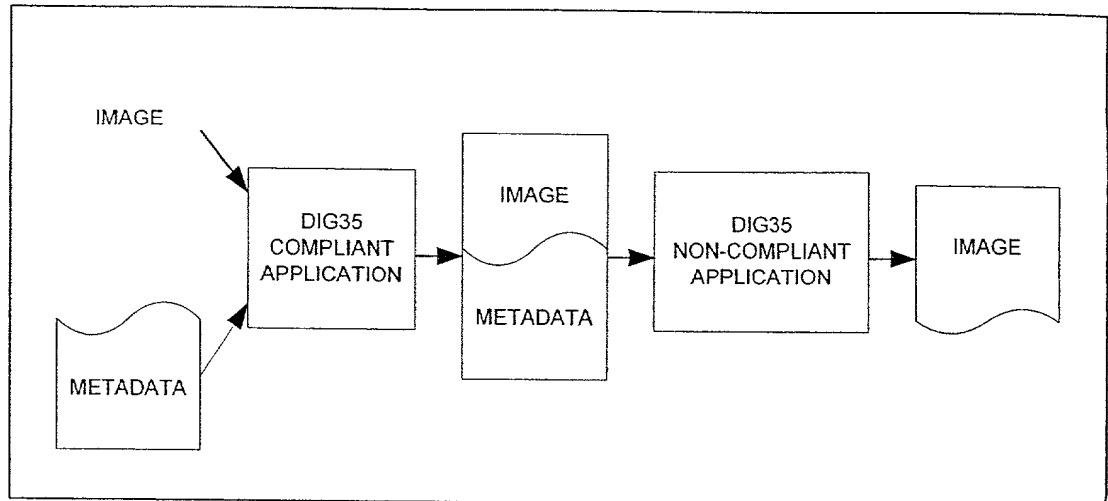 IMAGE
METADATA
DIG35
COMPLIANT
APPLICATION
IMAGE
METADATA
DIG35
NON-COMPLIANT
APPLICATION
IMAGE